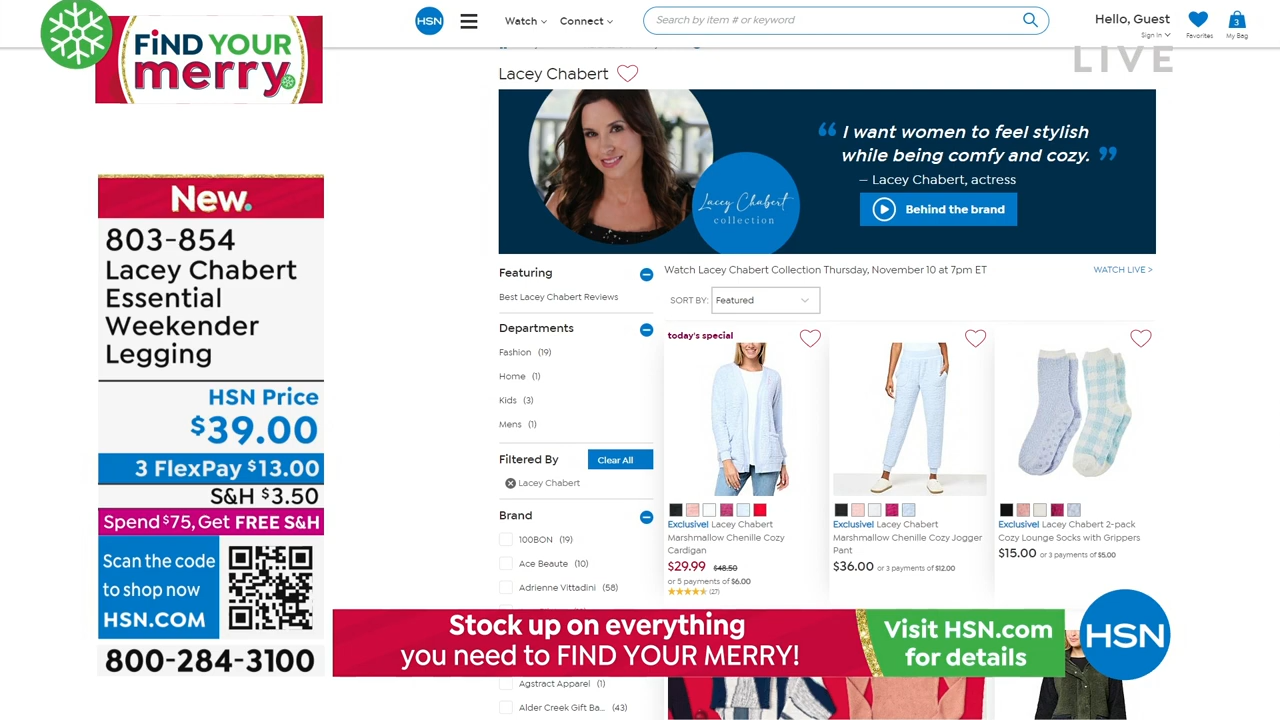 FiND YOUR
merry.
HSN
Watch
Connect
Search by item # or keyword
Hello, Guest
Sign in
Favorites
3
My Bag
LIVE
Lacey Chabert
“ I want women to feel stylish
while being comfy and cozy. ”
— Lacey Chabert, actress
Lacey Chabert
collection
Behind the brand
New.
803-854
Lacey Chabert
Essential
Weekender
Legging
HSN Price
$39.00
3 FlexPay $13.00
S&H $3.50
Spend $75, Get FREE S&H
Scan the code
to shop now
HSN.COM
800-284-3100
Featuring
Best Lacey Chabert Reviews
Departments
Fashion (19)
Home (1)
Kids (3)
Mens (1)
Filtered By
Clear All
Lacey Chabert
Brand
100BON (19)
Ace Beaute (10)
Adrienne Vittadini (58)
Agstract Apparel (1)
Alder Creek Gift Ba... (43)
Watch Lacey Chabert Collection Thursday, November 10 at 7pm ET
WATCH LIVE >
SORT BY: Featured
today's special
Exclusive! Lacey Chabert
Marshmallow Chenille Cozy
Cardigan
$29.99 $48.50
or 5 payments of $6.00
(27)
Exclusive! Lacey Chabert
Marshmallow Chenille Cozy Jogger
Pant
$36.00 or 3 payments of $12.00
Exclusive! Lacey Chabert 2-pack
Cozy Lounge Socks with Grippers
$15.00 or 3 payments of $5.00
Stock up on everything
you need to FIND YOUR MERRY!
Visit HSN.com
for details
HSN